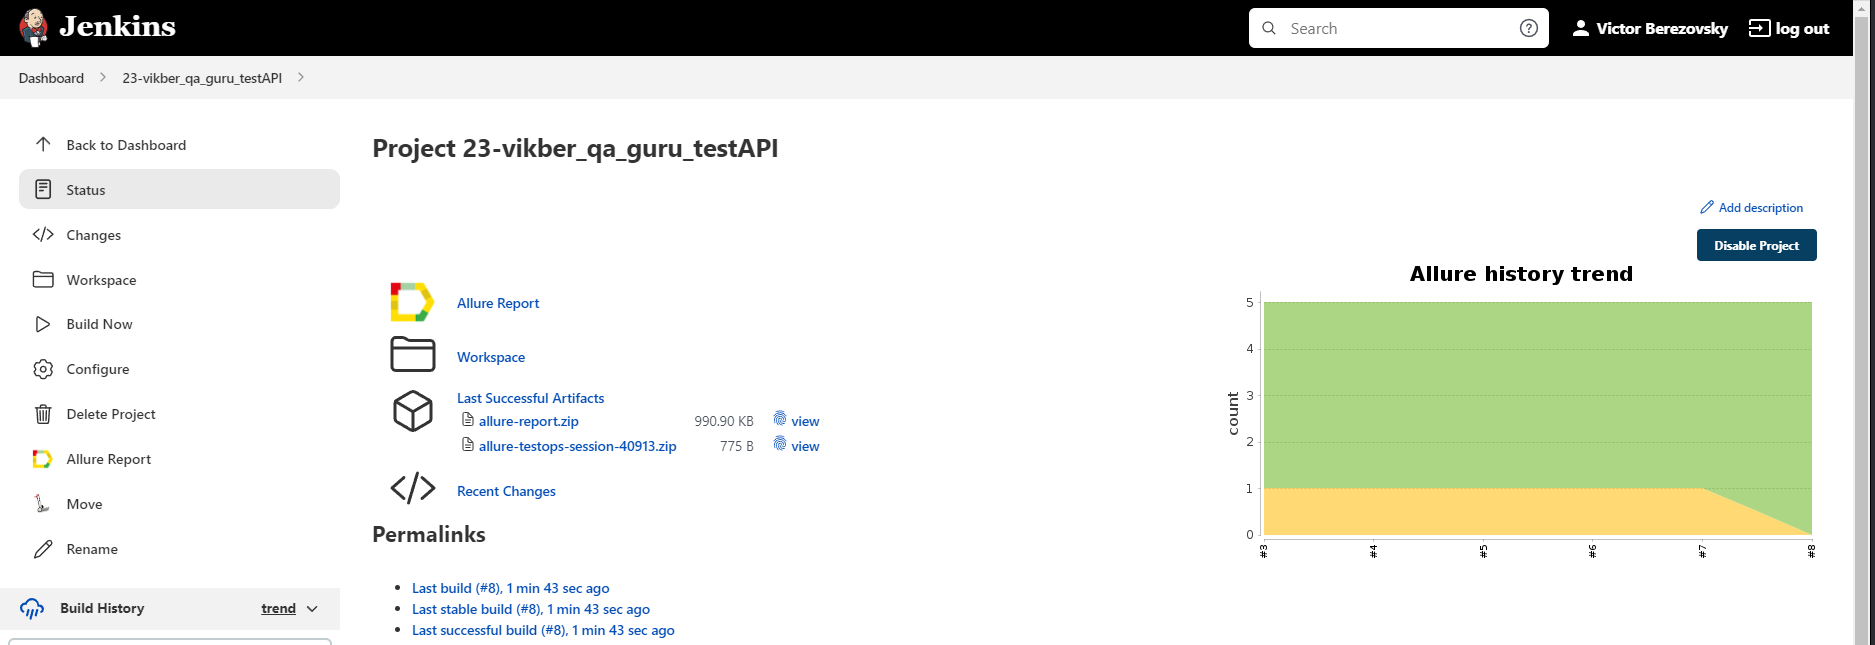 Jenkins
Search
Victor Berezovsky
log out
Dashboard
23-vikber_qa_guru_testAPI
Back to Dashboard
Status
Changes
Workspace
Build Now
Configure
Delete Project
Allure Report
Move
Rename
Build History
trend
Project 23-vikber_qa_guru_testAPI
Add description
Disable Project
Allure Report
Workspace
Last Successful Artifacts
allure-report.zip 990.90 KB view
allure-testops-session-40913.zip 775 B view
Recent Changes
Permalinks
Last build (#8), 1 min 43 sec ago
Last stable build (#8), 1 min 43 sec ago
Last successful build (#8), 1 min 43 sec ago
Allure history trend
count
5
4
3
2
1
0
#3 #4 #5 #6 #7 #8